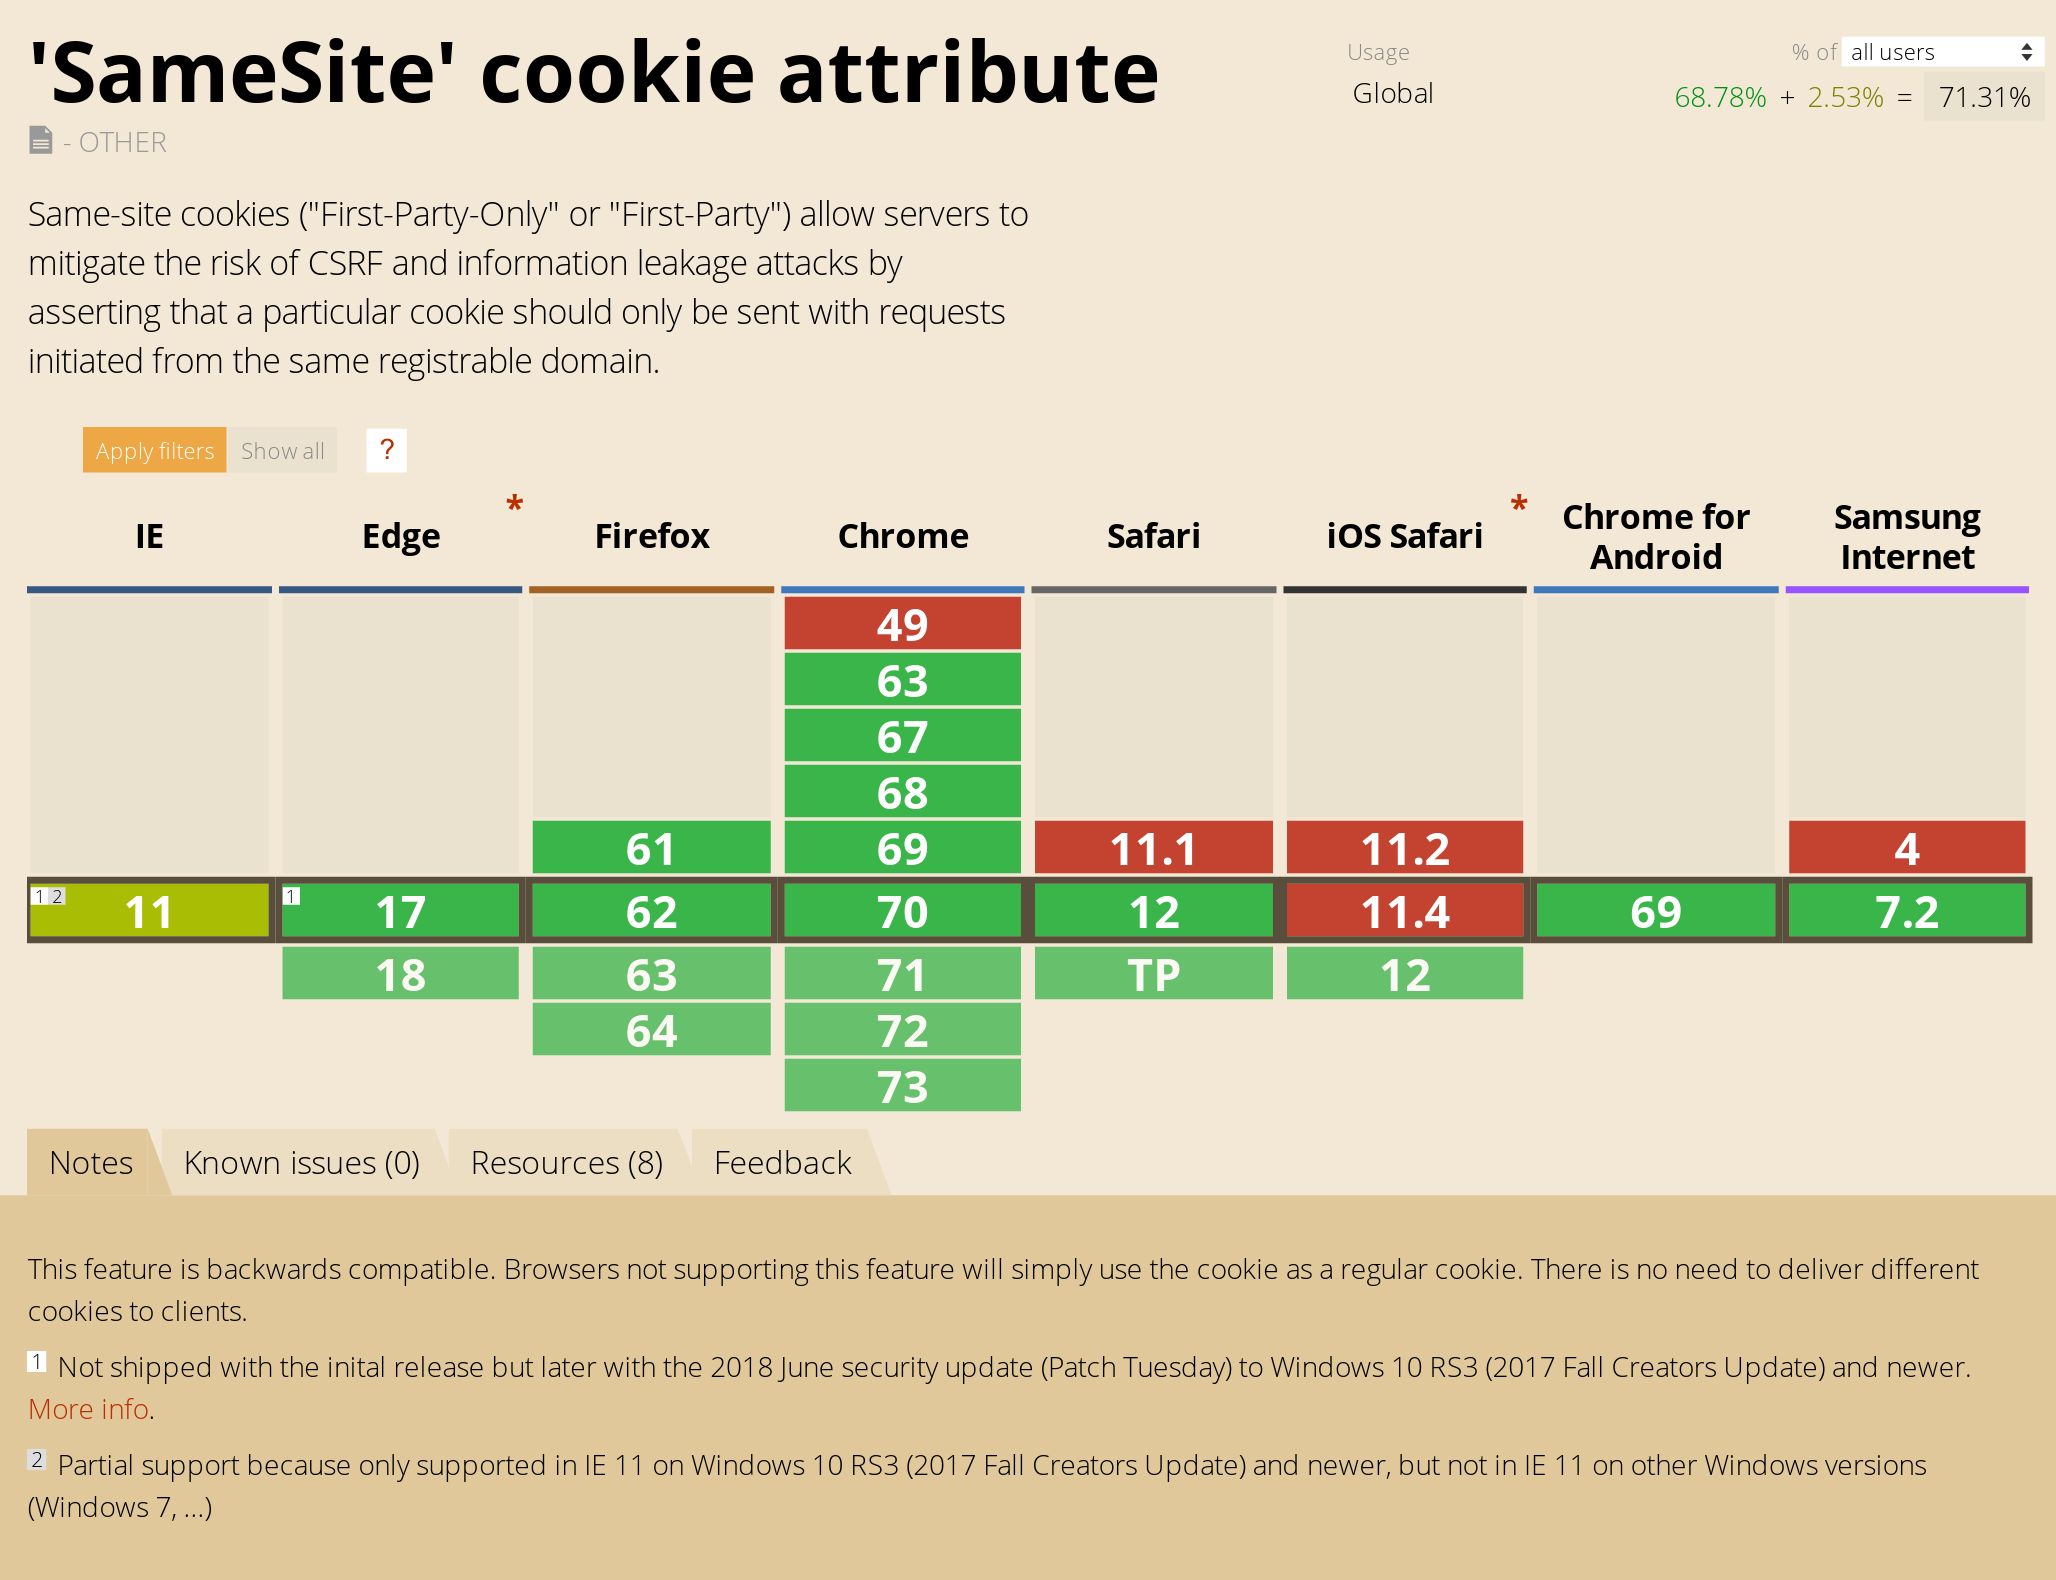 'SameSite' cookie attribute
- OTHER
Usage
% of all users
Global
68.78% + 2.53% = 71.31%
Same-site cookies ("First-Party-Only" or "First-Party") allow servers to
mitigate the risk of CSRF and information leakage attacks by
asserting that a particular cookie should only be sent with requests
initiated from the same registrable domain.
Apply filters Show all ?
IE Edge * Firefox Chrome Safari iOS Safari * Chrome for Android Samsung Internet
49
63
67
68
61 69 11.1 11.2 4
1 2 11 1 17 62 70 12 11.4 69 7.2
18 63 71 TP 12
64 72
73
Notes Known issues (0) Resources (8) Feedback
This feature is backwards compatible. Browsers not supporting this feature will simply use the cookie as a regular cookie. There is no need to deliver different
cookies to clients.
1 Not shipped with the inital release but later with the 2018 June security update (Patch Tuesday) to Windows 10 RS3 (2017 Fall Creators Update) and newer.
More info.
2 Partial support because only supported in IE 11 on Windows 10 RS3 (2017 Fall Creators Update) and newer, but not in IE 11 on other Windows versions
(Windows 7, ...)